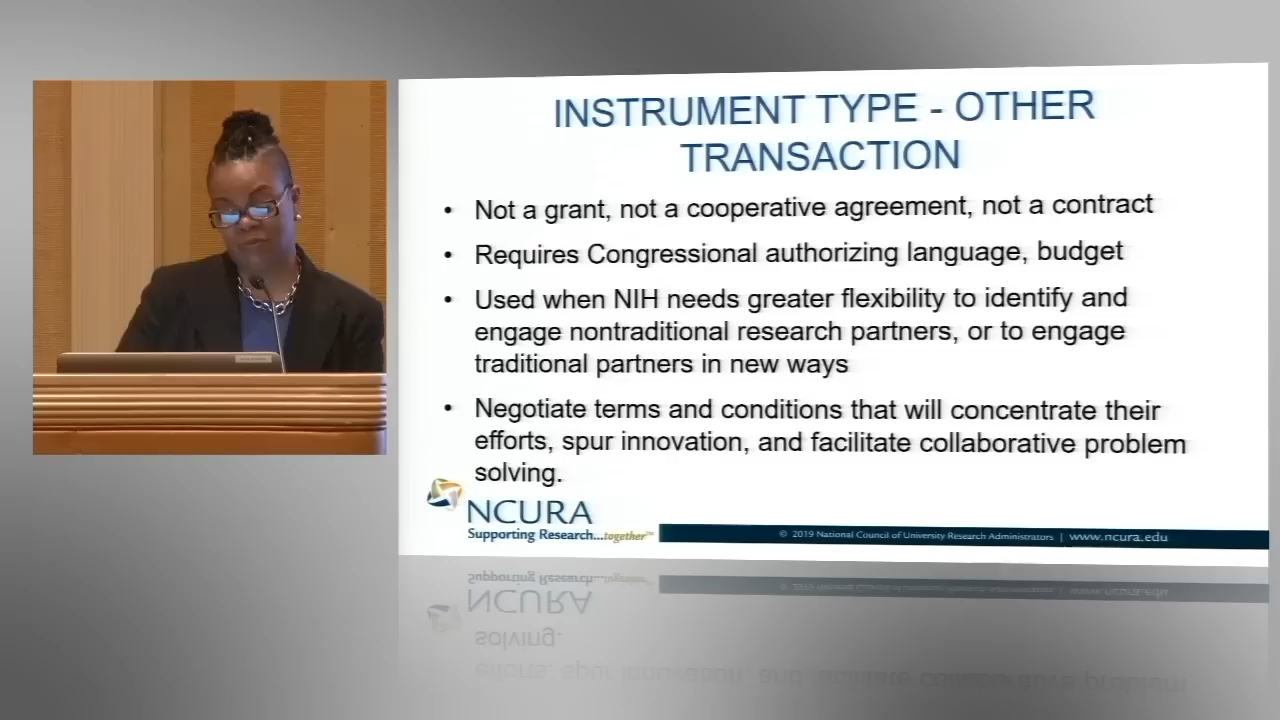 INSTRUMENT TYPE - OTHER
TRANSACTION
• Not a grant, not a cooperative agreement, not a contract
• Requires Congressional authorizing language, budget
• Used when NIH needs greater flexibility to identify and
engage nontraditional research partners, or to engage
traditional partners in new ways
• Negotiate terms and conditions that will concentrate their
efforts, spur innovation, and facilitate collaborative problem
solving.
NCURA
Supporting Research...together™
© 2019 National Council of University Research Administrators | www.ncura.edu